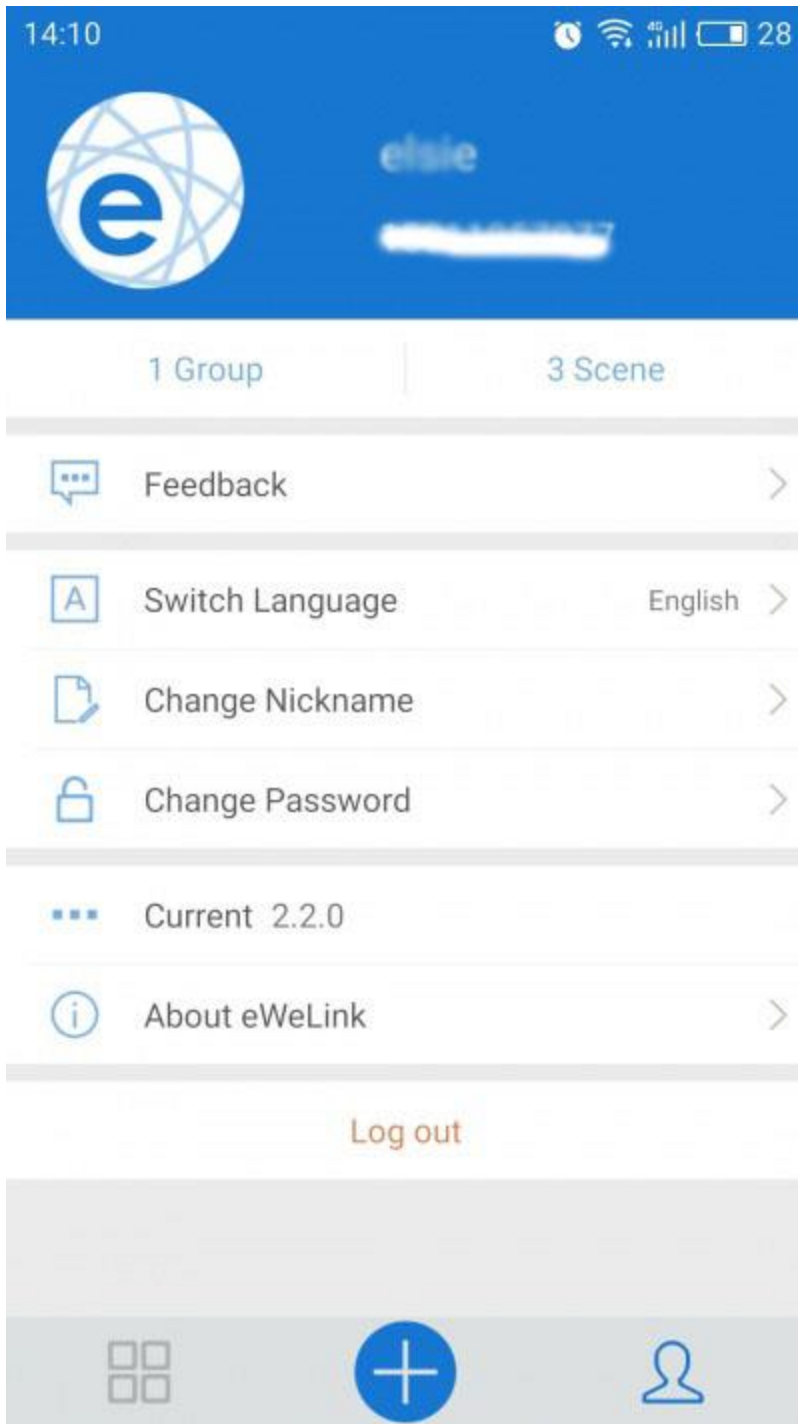 14:10
4G 28
e
elsie
1 Group 3 Scene
Feedback
A Switch Language English
Change Nickname
Change Password
Current 2.2.0
About eWeLink
Log out